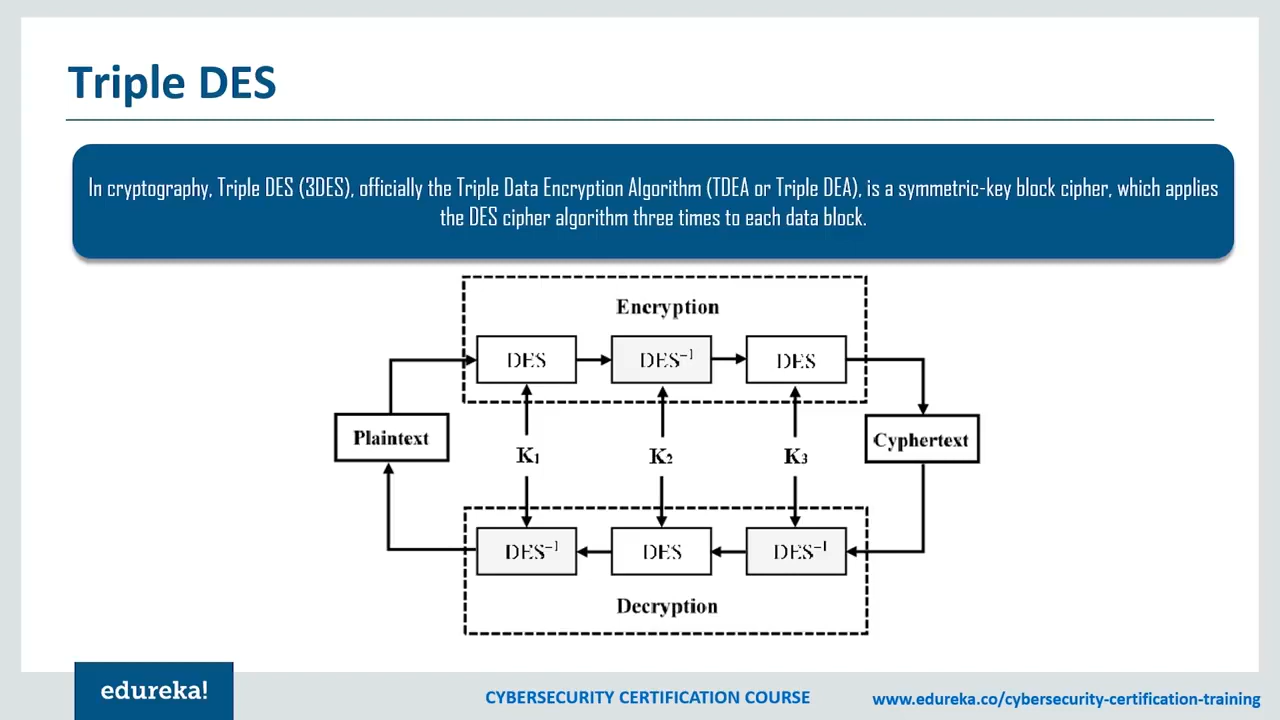 Triple DES
In cryptography, Triple DES (3DES), officially the Triple Data Encryption Algorithm (TDEA or Triple DEA), is a symmetric-key block cipher, which applies
the DES cipher algorithm three times to each data block.
Encryption
DES DES⁻¹ DES
Plaintext K₁ K₂ K₃ Cyphertext
DES⁻¹ DES DES⁻¹
Decryption
edureka!
CYBERSECURITY CERTIFICATION COURSE
www.edureka.co/cybersecurity-certification-training